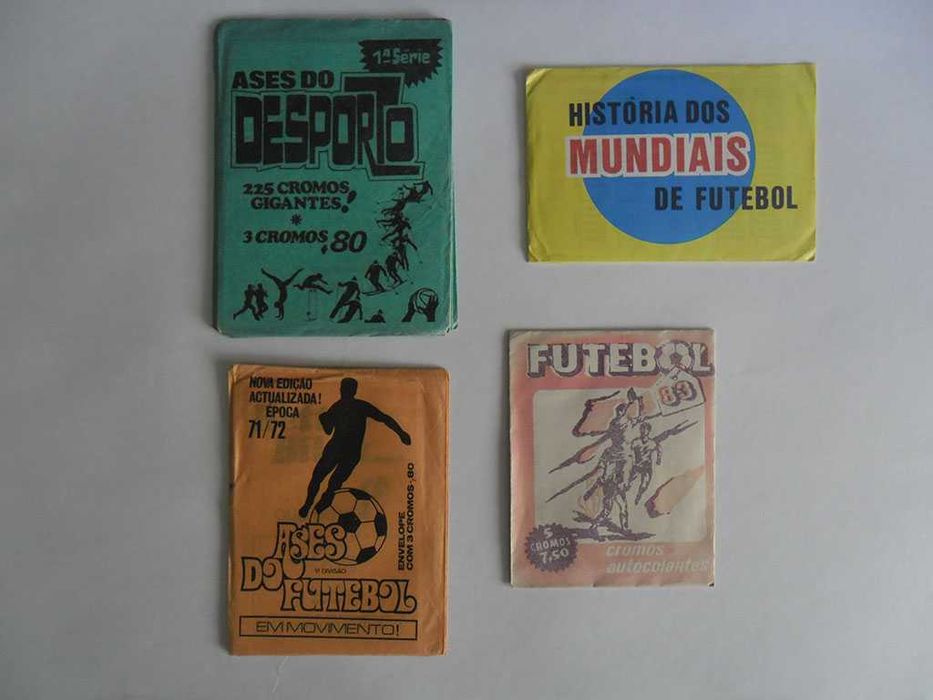 1ª Série
ASES DO
DESPORTO
225 CROMOS
GIGANTES!
*
3 CROMOS $80
HISTÓRIA DOS
MUNDIAIS
DE FUTEBOL
NOVA EDIÇÃO
ACTUALIZADA!
ÉPOCA
71/72
ENVELOPE
COM 3 CROMOS-$80
ASES
DO
1ª DIVISÃO
FUTEBOL
EM MOVIMENTO!
FUTEBOL
83
5
CROMOS
7,50
cromos
autocolantes